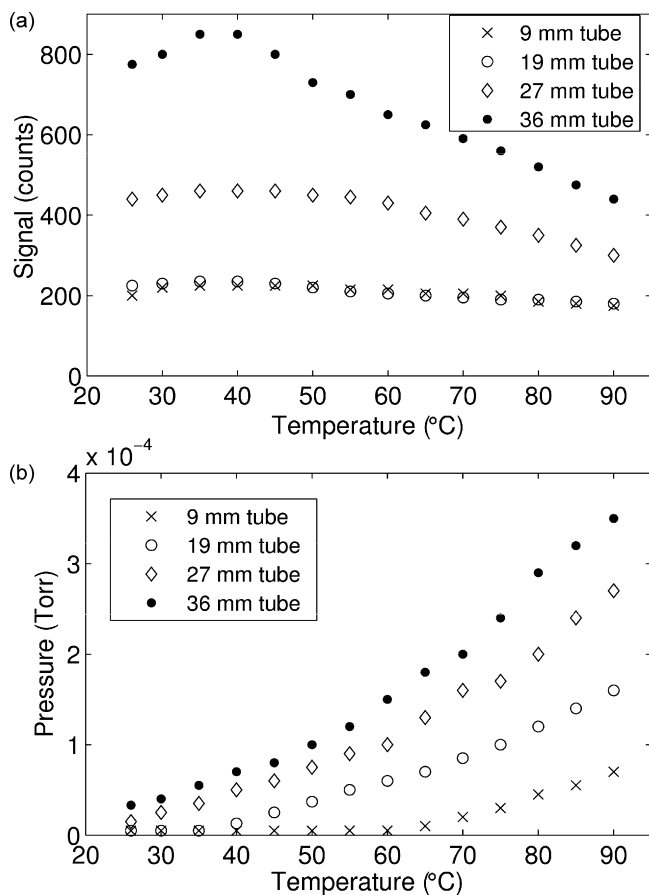 (a)
800
600
400
200
0
Signal (counts)
9 mm tube
19 mm tube
27 mm tube
36 mm tube
20 30 40 50 60 70 80 90
Temperature (°C)
(b)
x 10⁻⁴
4
3
2
1
0
Pressure (Torr)
9 mm tube
19 mm tube
27 mm tube
36 mm tube
20 30 40 50 60 70 80 90
Temperature (°C)